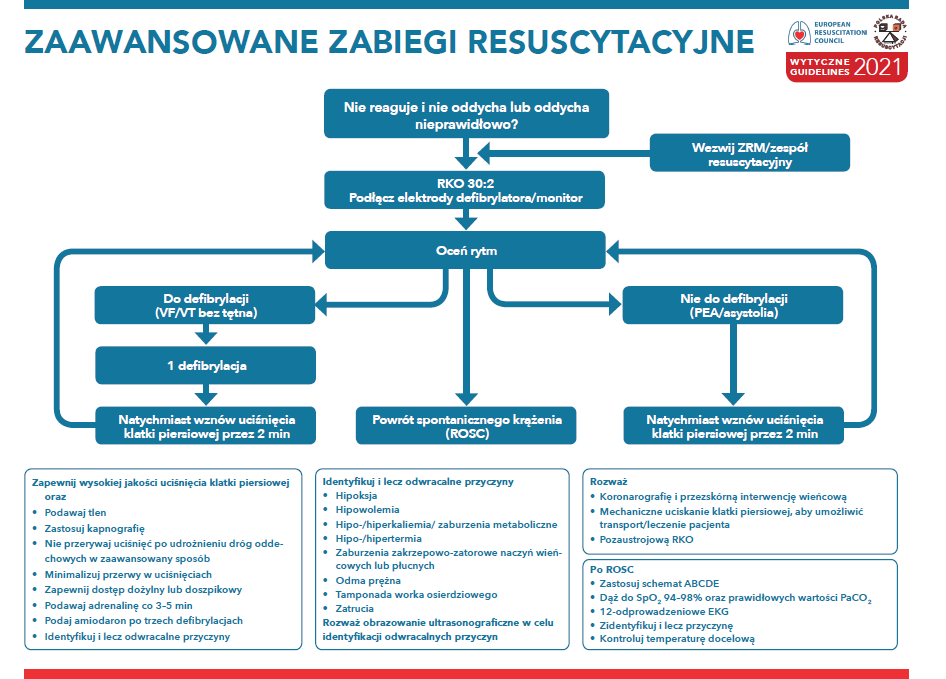 ZAAWANSOWANE ZABIEGI RESUSCYTACYJNE
EUROPEAN
RESUSCITATION
COUNCIL
POLSKA RADA
RESUSCYTACJI
WYTYCZNE
GUIDELINES 2021
Nie reaguje i nie oddycha lub oddycha
nieprawidłowo?
Wezwij ZRM/zespół
resuscytacyjny
RKO 30:2
Podłącz elektrody defibrylatora/monitor
Oceń rytm
Do defibrylacji
(VF/VT bez tętna)
Nie do defibrylacji
(PEA/asystolia)
1 defibrylacja
Natychmiast wznów uciśnięcia
klatki piersiowej przez 2 min
Powrót spontanicznego krążenia
(ROSC)
Natychmiast wznów uciśnięcia
klatki piersiowej przez 2 min
Zapewnij wysokiej jakości uciśnięcia klatki piersiowej
oraz
• Podawaj tlen
• Zastosuj kapnografię
• Nie przerywaj uciśnięć po udrożnieniu dróg odde-
chowych w zaawansowany sposób
• Minimalizuj przerwy w uciśnięciach
• Zapewnij dostęp dożylny lub doszpikowy
• Podawaj adrenalinę co 3–5 min
• Podaj amiodaron po trzech defibrylacjach
• Identyfikuj i lecz odwracalne przyczyny
Identyfikuj i lecz odwracalne przyczyny
• Hipoksja
• Hipowolemia
• Hipo-/hiperkaliemia/ zaburzenia metaboliczne
• Hipo-/hipertermia
• Zaburzenia zakrzepowo-zatorowe naczyń wień-
cowych lub płucnych
• Odma prężna
• Tamponada worka osierdziowego
• Zatrucia
Rozważ obrazowanie ultrasonograficzne w celu
identyfikacji odwracalnych przyczyn
Rozważ
• Koronarografię i przezskórną interwencję wieńcową
• Mechaniczne uciskanie klatki piersiowej, aby umożliwić
transport/leczenie pacjenta
• Pozaustrojową RKO
Po ROSC
• Zastosuj schemat ABCDE
• Dąż do SpO₂ 94-98% oraz prawidłowych wartości PaCO₂
• 12-odprowadzeniowe EKG
• Zidentyfikuj i lecz przyczynę
• Kontroluj temperaturę docelową